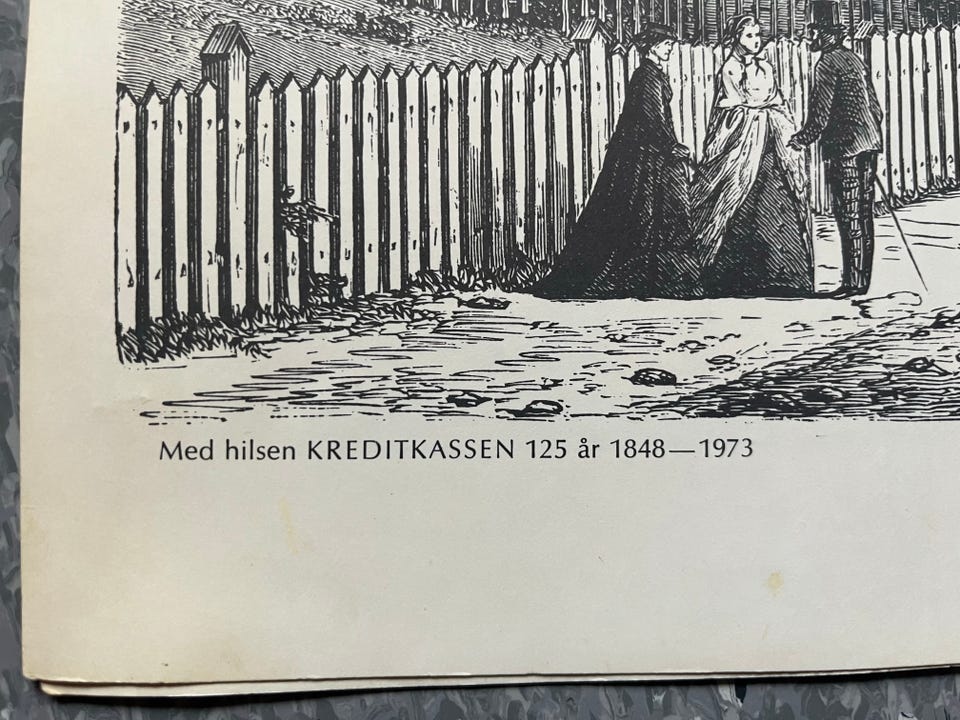 Med hilsen KREDITKASSEN 125 år 1848—1973